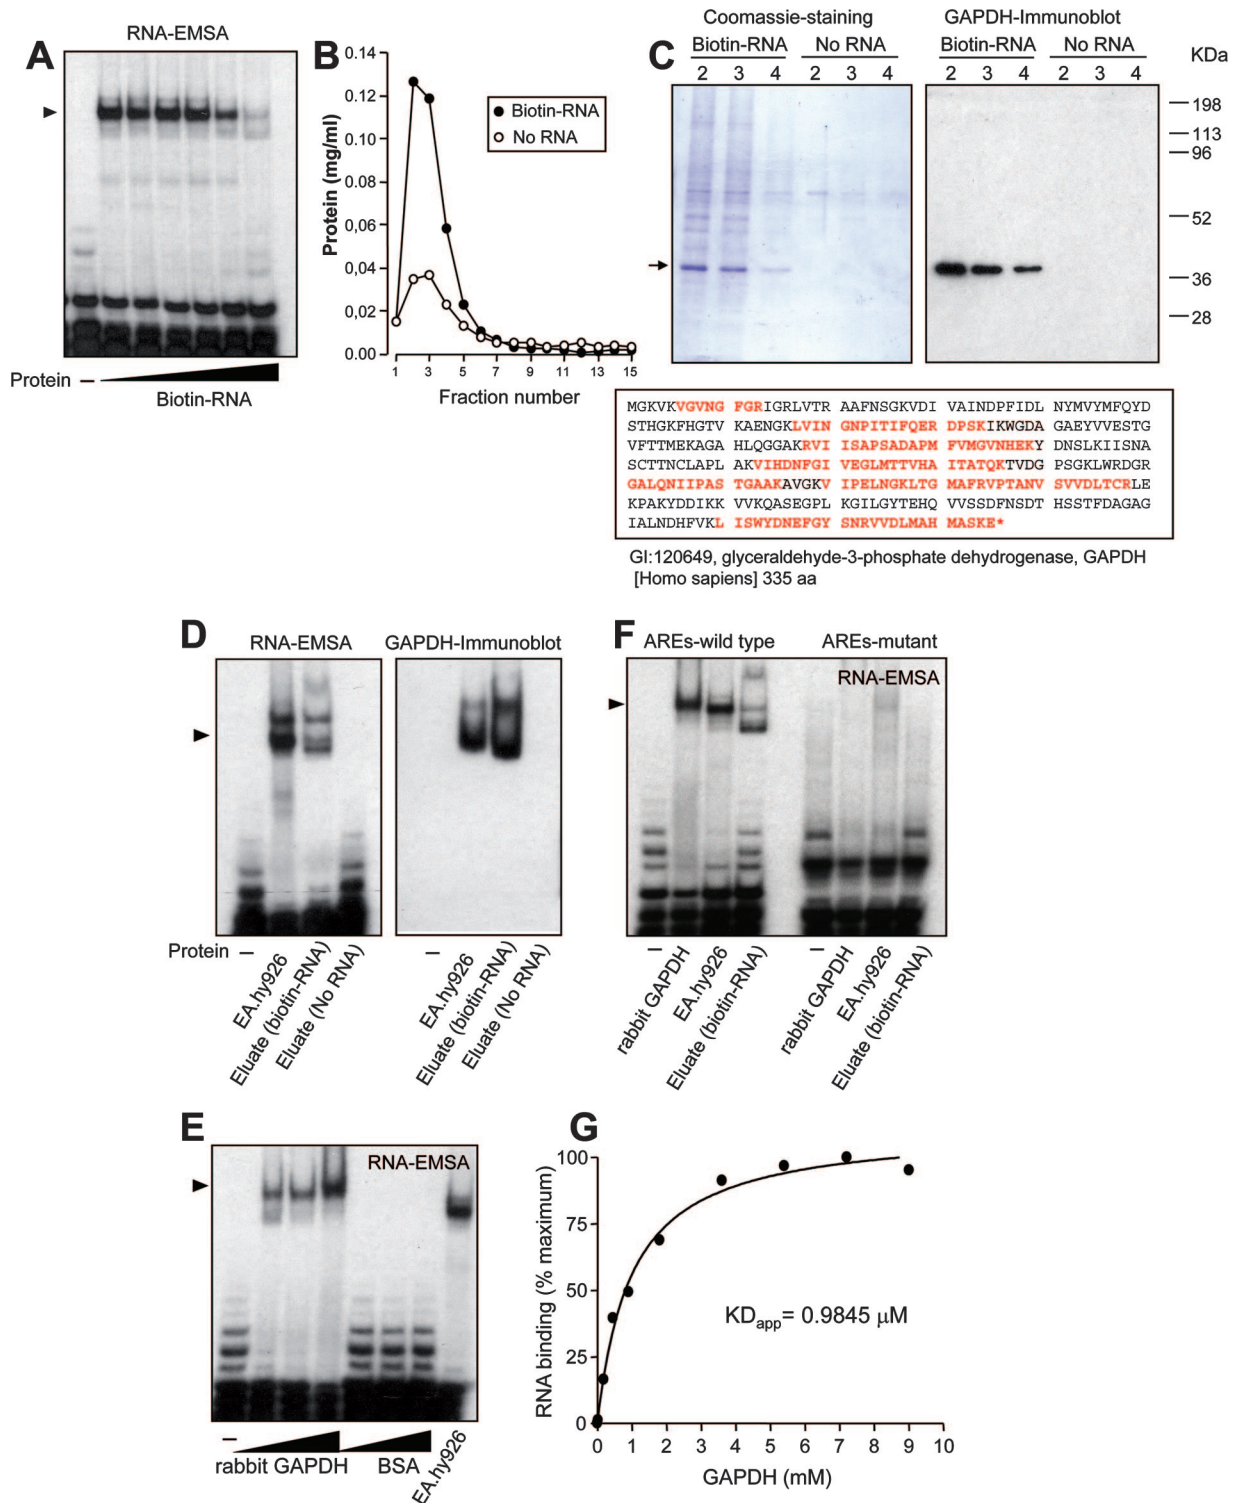 A
RNA-EMSA
Protein
–
Biotin-RNA
B
0.14
0.12
0.10
0.08
0,06
0,04
0,02
0.00
Protein (mg/ml)
Biotin-RNA
No RNA
1
3
5
7
9
11
13
15
Fraction number
C
Coomassie-staining
GAPDH-Immunoblot
Biotin-RNA
No RNA
Biotin-RNA
No RNA
KDa
2 3 4 2 3 4
2 3 4 2 3 4
198
113
96
52
36
28
MGKVKVGVNG FGRIGRLVTR AAFNSGKVDI VAINDPFIDL NYMVYMFQYD
STHGKFHGTV KAENGKLVIN GNPITIFQER DPSKIKWGDA GAEYVVESTG
VFTTMEKAGA HLQGGAKRVI ISAPSADAPM FVMGVNHEKY DNSLKIISNA
SCTTNCLAPL AKVIHDNFGI VEGLMTTVHA ITATQKTVDG PSGKLWRDGR
GALQNIIPAS TGAAKAVGKV IPELNGKLTG MAFRVPTANV SVVDLTCRLE
KPAKYDDIKK VVKQASEGPL KGILGYTEHQ VVSSDFNSDT HSSTFDAGAG
IALNDHFVKL ISWYDNEFGY SNRVVDLMAH MASKE*
GI:120649, glyceraldehyde-3-phosphate dehydrogenase, GAPDH
[Homo sapiens] 335 aa
D
RNA-EMSA
GAPDH-Immunoblot
Protein
–
EA.hy926
Eluate (biotin-RNA)
Eluate (No RNA)
–
EA.hy926
Eluate (biotin-RNA)
Eluate (No RNA)
F
AREs-wild type
AREs-mutant
RNA-EMSA
–
rabbit GAPDH
EA.hy926
Eluate (biotin-RNA)
–
rabbit GAPDH
EA.hy926
Eluate (biotin-RNA)
E
RNA-EMSA
–
rabbit GAPDH
BSA
EA.hy926
G
100
75
50
25
0
RNA binding (% maximum)
KDapp= 0.9845 µM
0 1 2 3 4 5 6 7 8 9 10
GAPDH (mM)